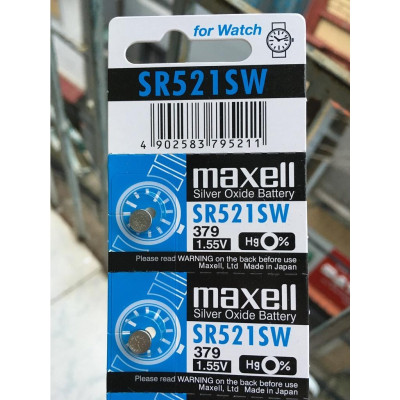 for Watch
SR521SW
4 902583 795211
maxell
Silver Oxide Battery
SR521SW
379
1.55V
Hg 0%
Please read WARNING on the back before use
Maxell, Ltd Made in Japan
maxell
Silver Oxide Battery
SR521SW
379
1.55V
Hg 0%
Please read WARNING on the back before use
Maxell, Ltd Made in Japan